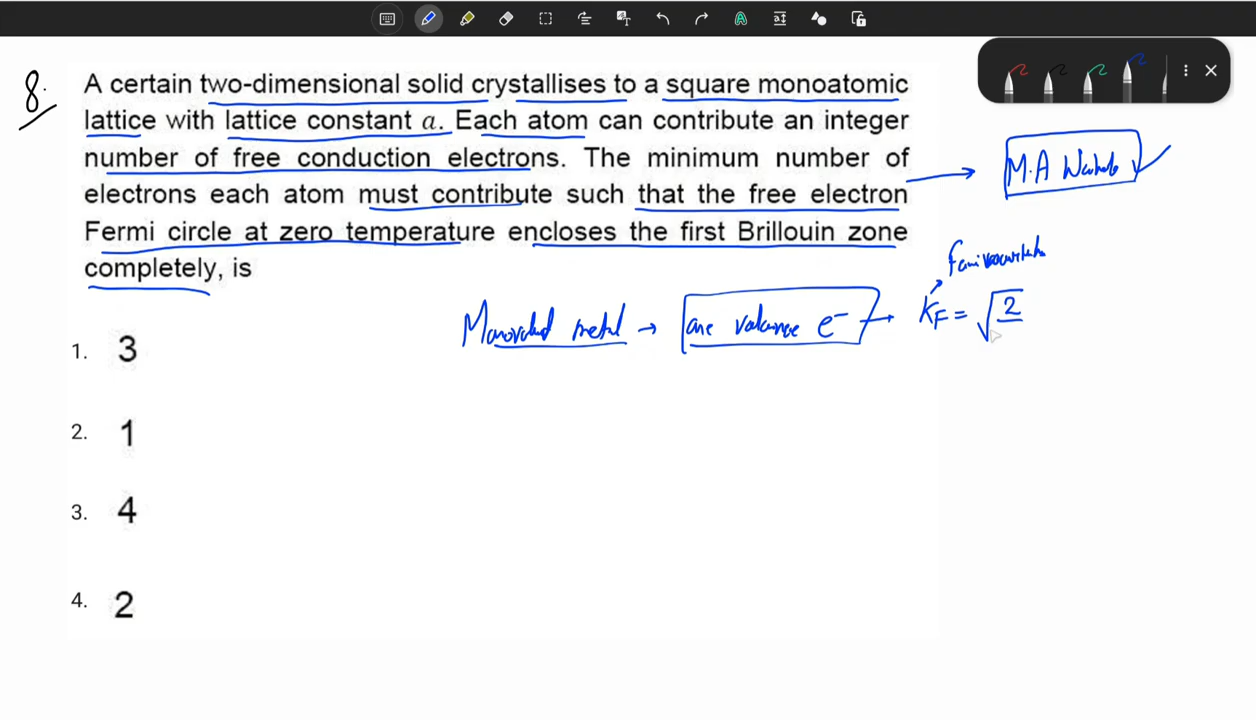 8.
A certain two-dimensional solid crystallises to a square monoatomic
lattice with lattice constant a. Each atom can contribute an integer
number of free conduction electrons. The minimum number of
electrons each atom must contribute such that the free electron
Fermi circle at zero temperature encloses the first Brillouin zone
completely, is
M.A
metal → one valance e⁻ → K_F = √2
1. 3
2. 1
3. 4
4. 2